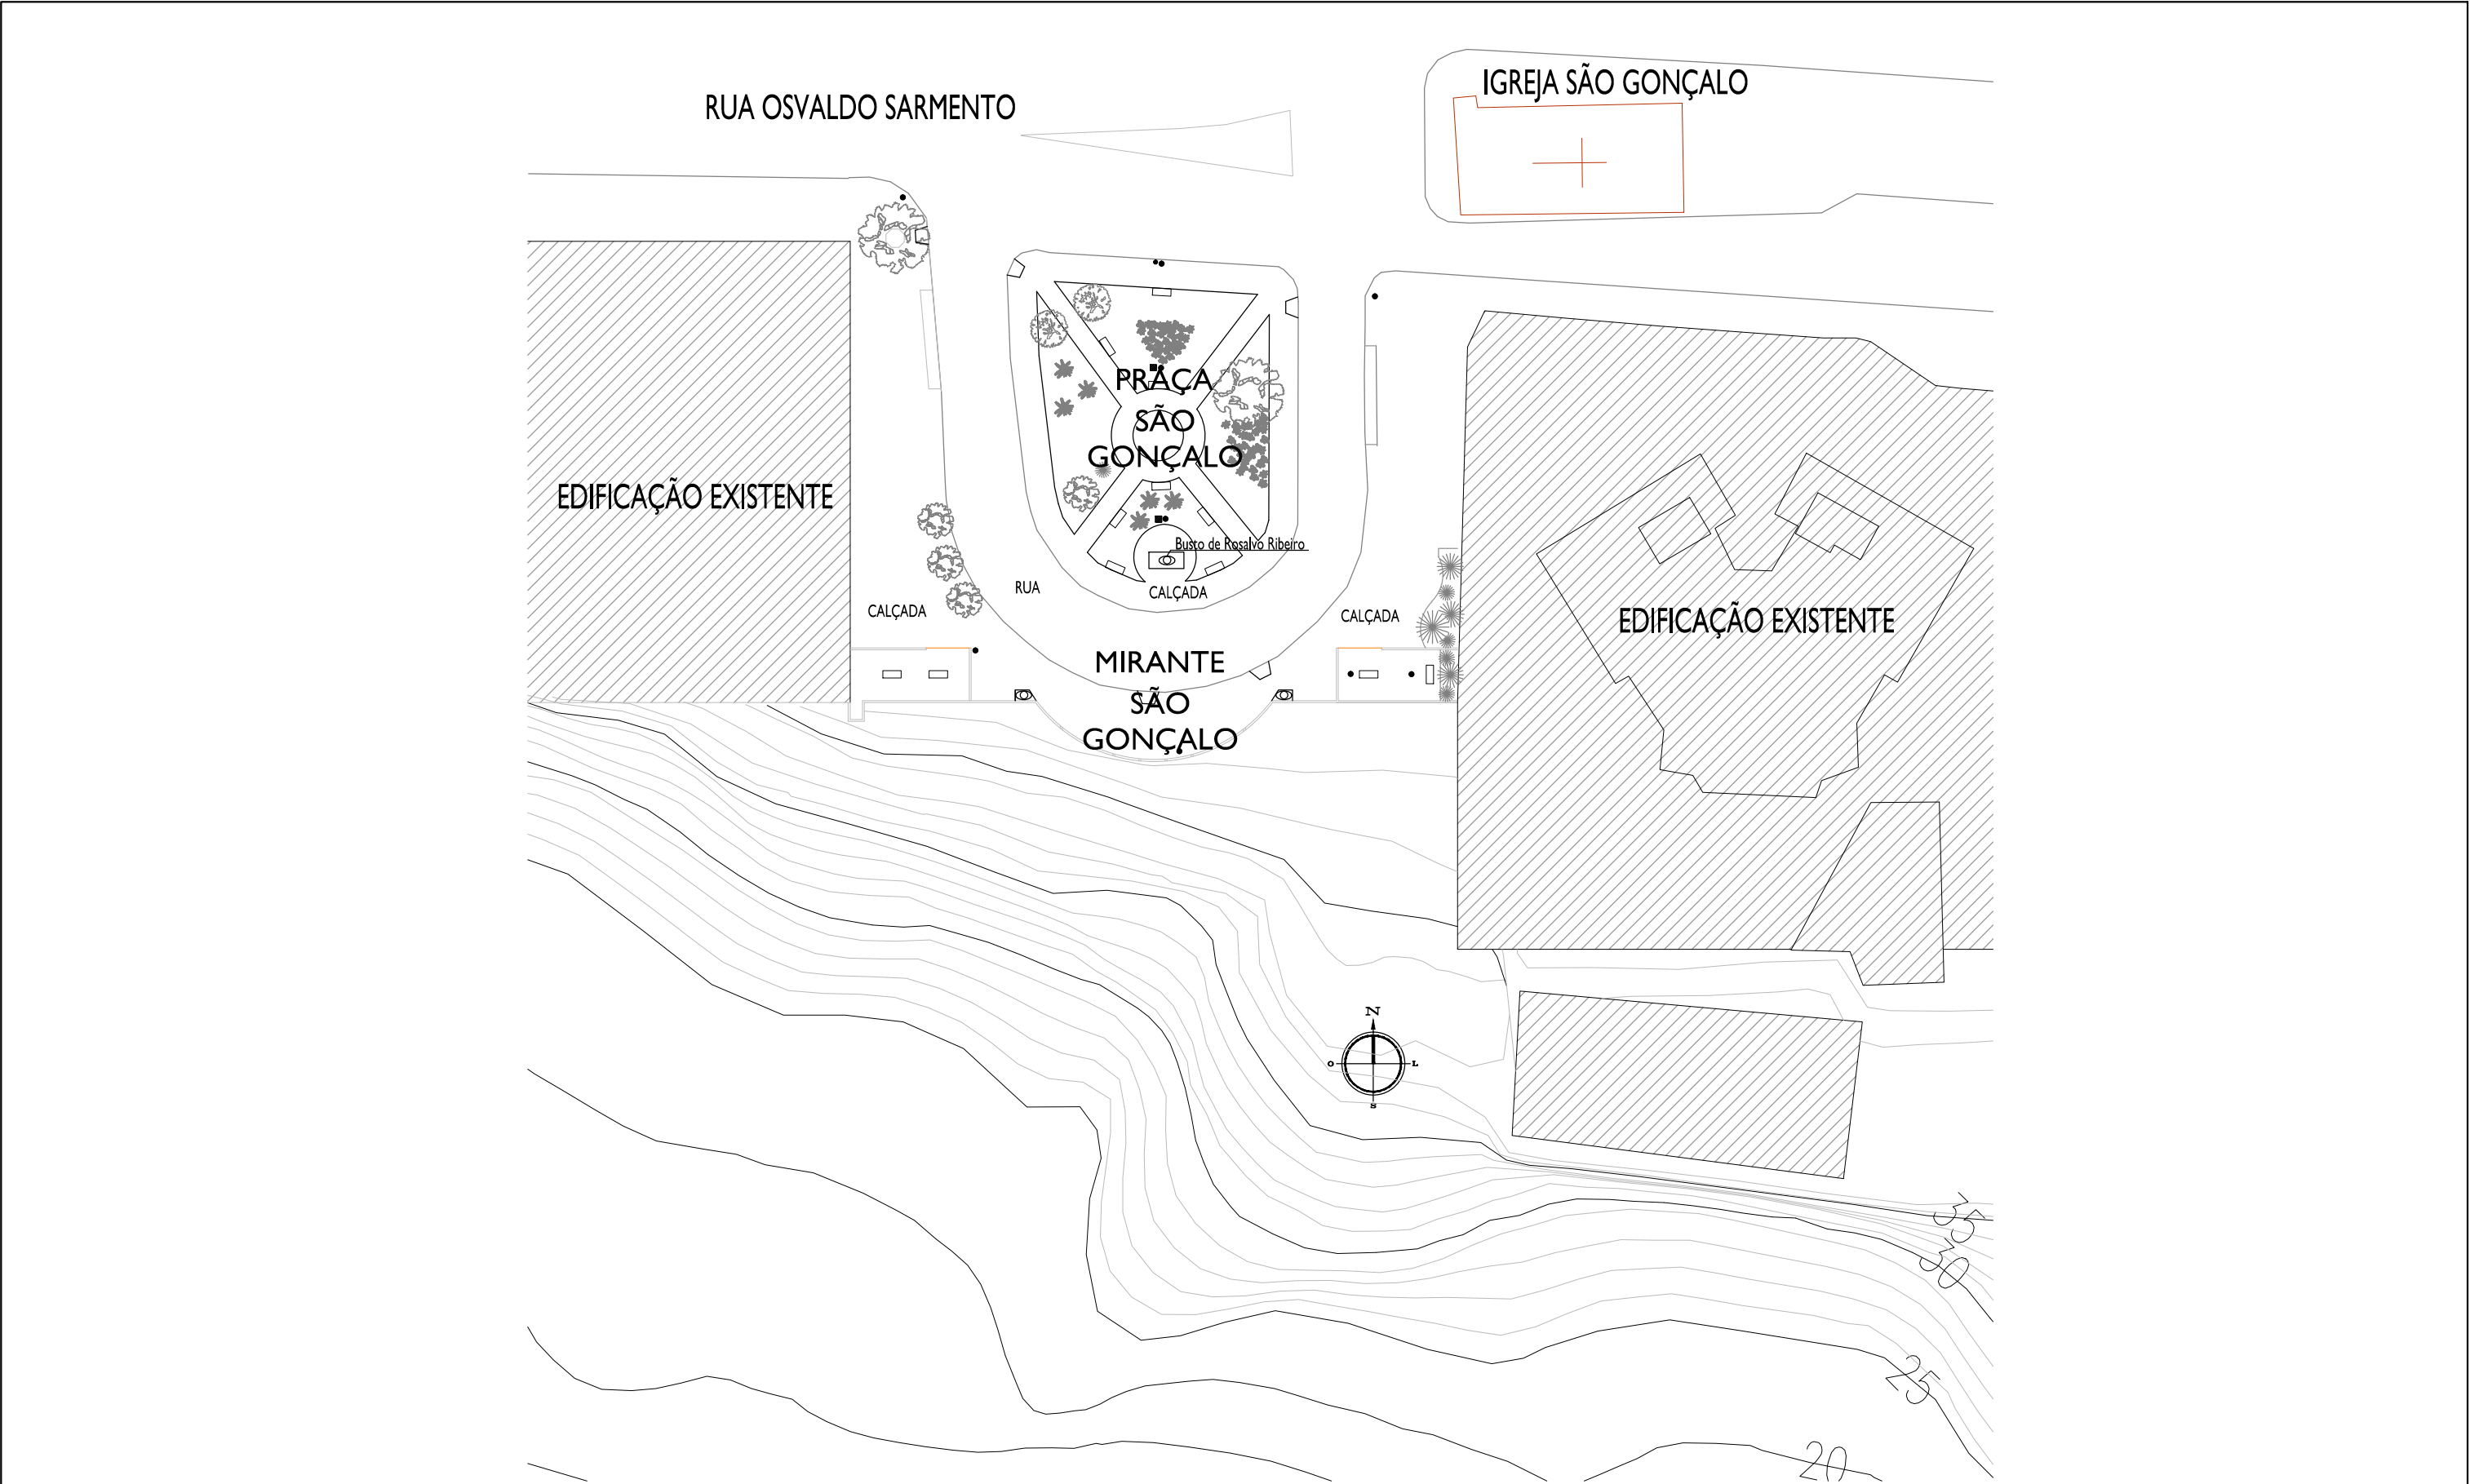 IGREJA SÃO GONÇALO
RUA OSVALDO SARMENTO
PRAÇA
SÃO
GONÇALO
EDIFICAÇÃO EXISTENTE
Busto de Rosalvo Ribeiro
RUA
CALÇADA
CALÇADA
CALÇADA
EDIFICAÇÃO EXISTENTE
MIRANTE
SÃO
GONÇALO
N
O
L
S
35
30
25
20